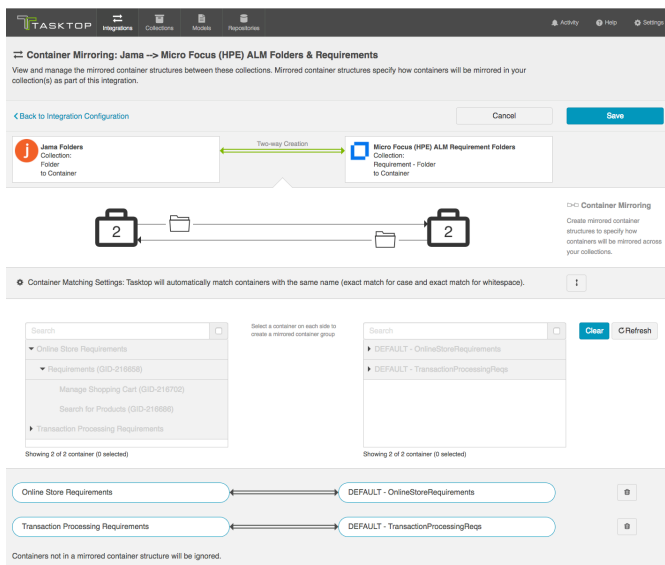 TASKTOP
Integrations
Collections
Models
Repositories
Activity
Help
Settings
Container Mirroring: Jama --> Micro Focus (HPE) ALM Folders & Requirements
View and manage the mirrored container structures between these collections. Mirrored container structures specify how containers will be mirrored in your
collection(s) as part of this integration.
Back to Integration Configuration
Cancel
Save
Jama Folders
Collection:
Folder
to Container
Two-way Creation
Micro Focus (HPE) ALM Requirement Folders
Collection:
Requirement - Folder
to Container
2
2
Container Mirroring
Create mirrored container
structures to specify how
containers will be mirrored across
your collections.
Container Matching Settings: Tasktop will automatically match containers with the same name (exact match for case and exact match for whitespace).
Search
Select a container on each side to
create a mirrored container group
Search
Clear
Refresh
Online Store Requirements
Requirements (GID-216658)
Manage Shopping Cart (GID-216702)
Search for Products (GID-216686)
Transaction Processing Requirements
DEFAULT - OnlineStoreRequirements
DEFAULT - TransactionProcessingReqs
Showing 2 of 2 container (0 selected)
Showing 2 of 2 container (0 selected)
Online Store Requirements
DEFAULT - OnlineStoreRequirements
Transaction Processing Requirements
DEFAULT - TransactionProcessingReqs
Containers not in a mirrored container structure will be ignored.